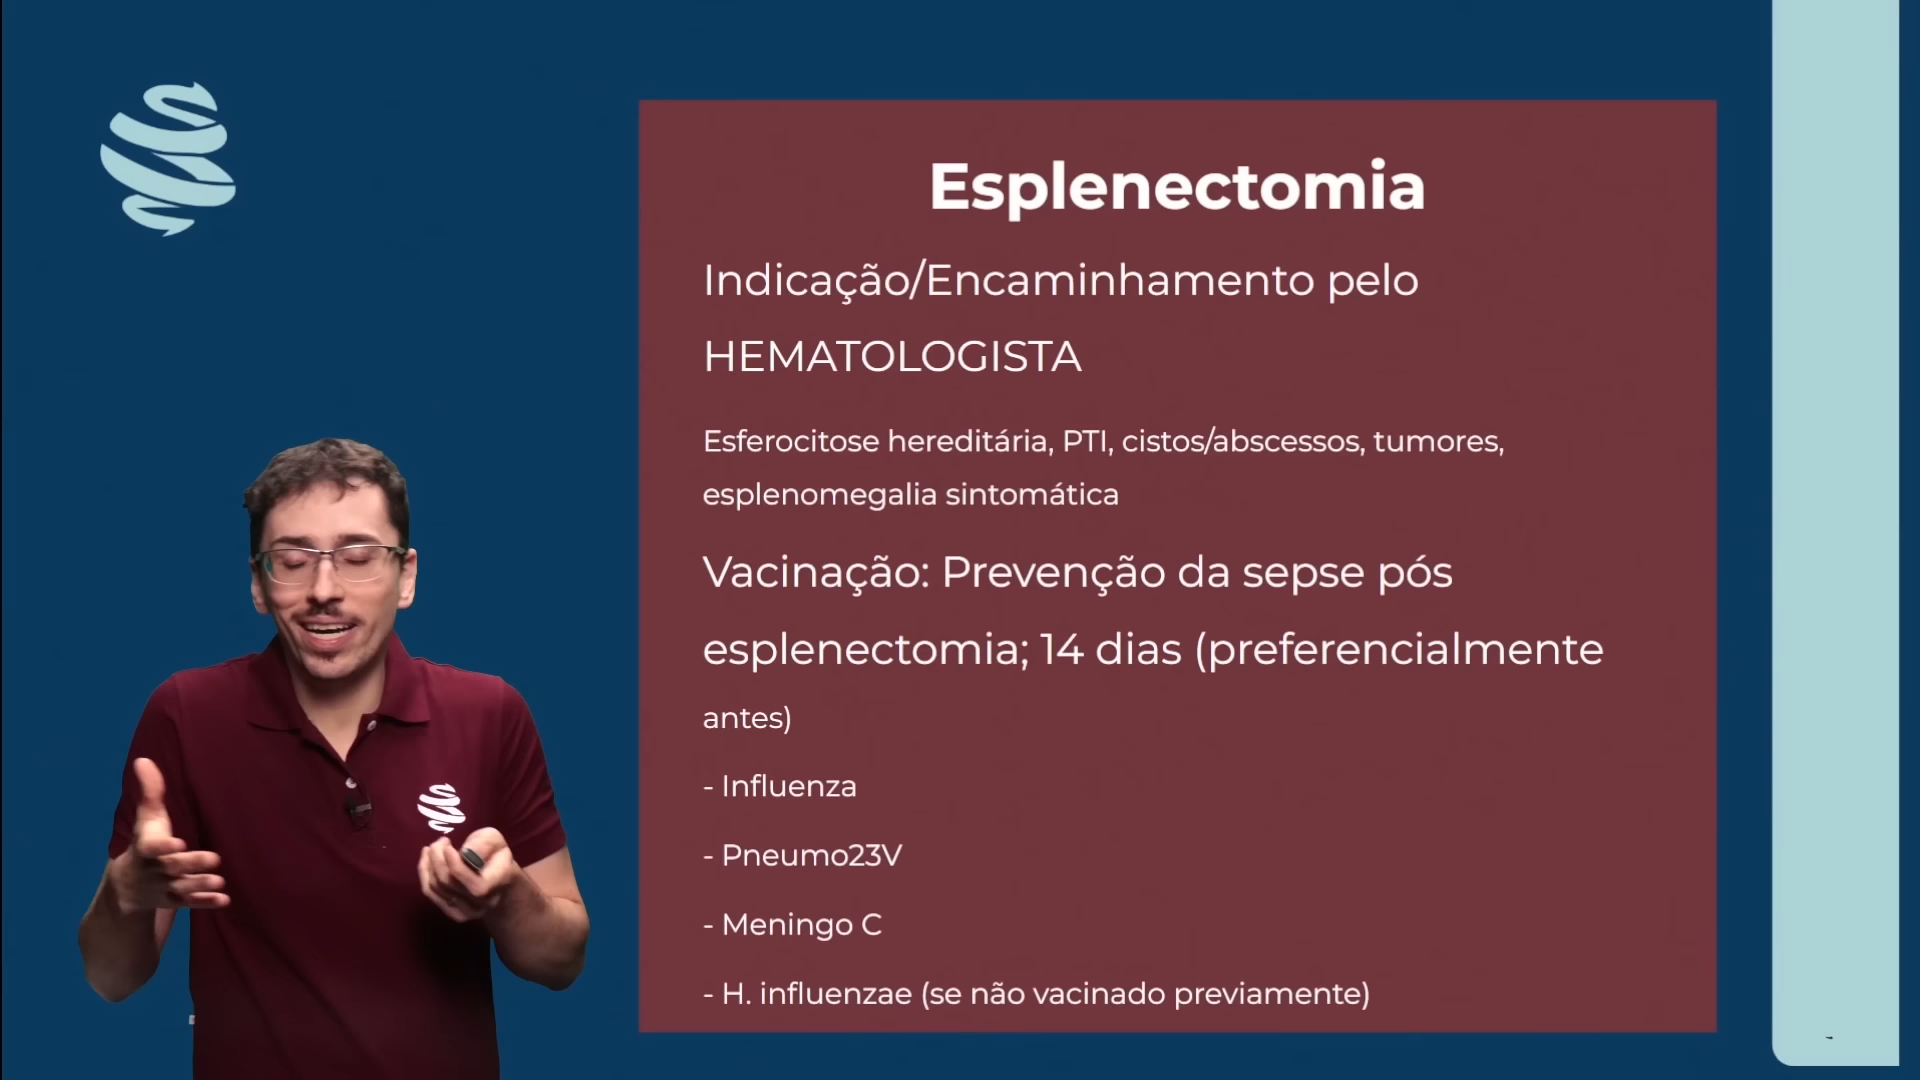 Esplenectomia
Indicação/Encaminhamento pelo
HEMATOLOGISTA
Esferocitose hereditária, PTI, cistos/abscessos, tumores,
esplenomegalia sintomática
Vacinação: Prevenção da sepse pós
esplenectomia; 14 dias (preferencialmente
antes)
- Influenza
- Pneumo23V
- Meningo C
- H. influenzae (se não vacinado previamente)